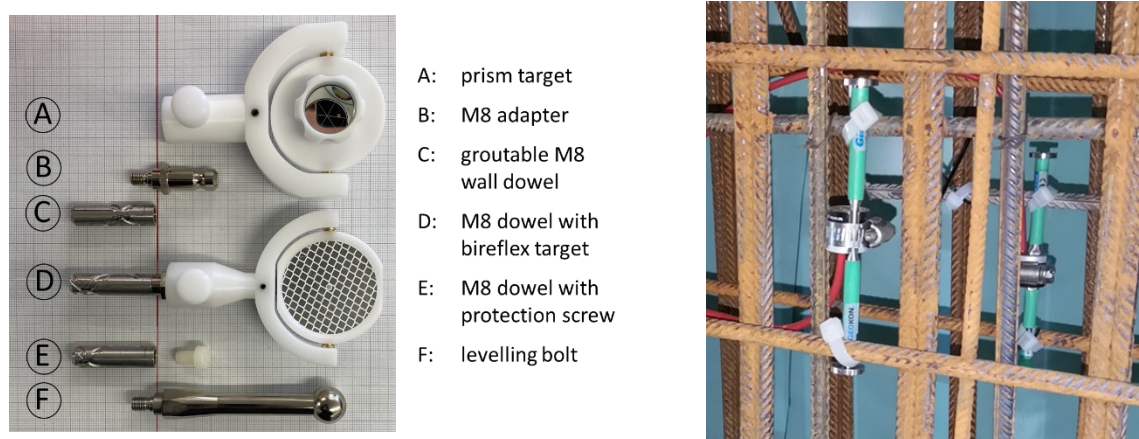 A
B
C
D
E
F
A: prism target
B: M8 adapter
C: groutable M8
wall dowel
D: M8 dowel with
bireflex target
E: M8 dowel with
protection screw
F: levelling bolt
GEOKON